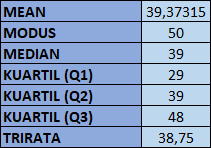 MEAN 39,37315
MODUS 50
MEDIAN 39
KUARTIL (Q1) 29
KUARTIL (Q2) 39
KUARTIL (Q3) 48
TRIRATA 38,75